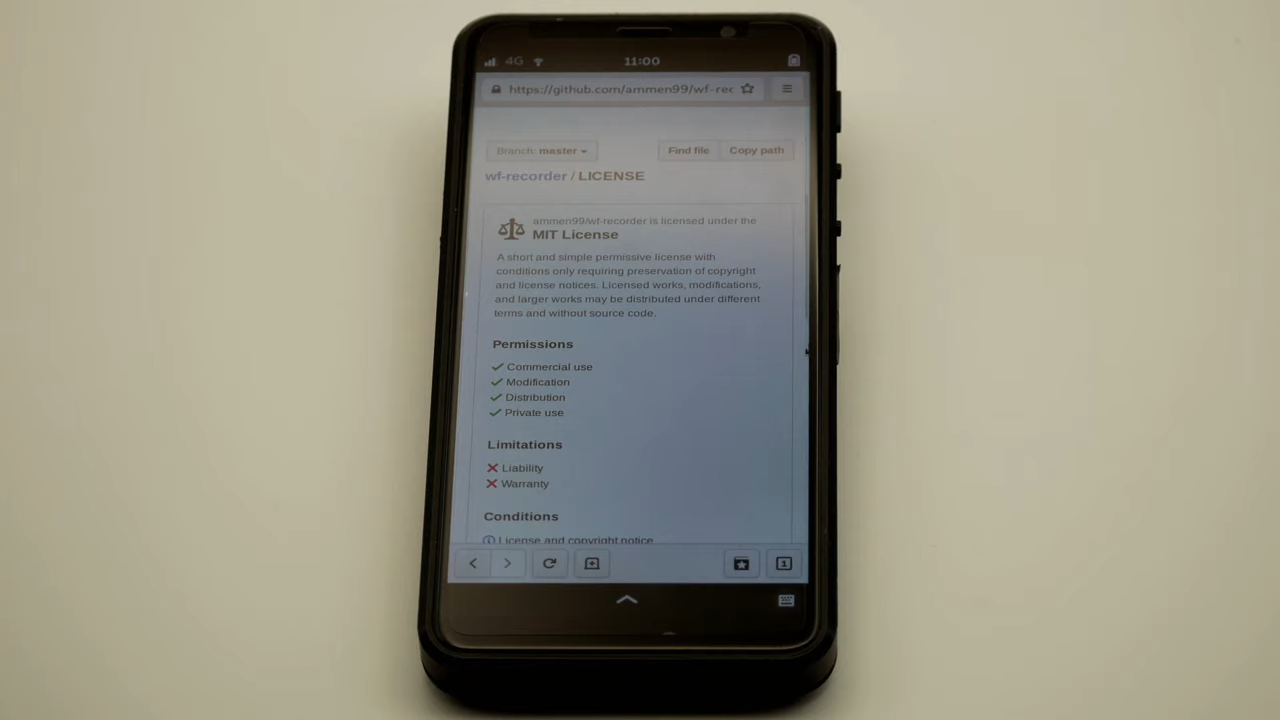 4G
11:00
https://github.com/ammen99/wf-rec
Branch: master
Find file
Copy path
wf-recorder / LICENSE
ammen99/wf-recorder is licensed under the
MIT License
A short and simple permissive license with
conditions only requiring preservation of copyright
and license notices. Licensed works, modifications,
and larger works may be distributed under different
terms and without source code.
Permissions
Commercial use
Modification
Distribution
Private use
Limitations
Liability
Warranty
Conditions
License and copyright notice
1